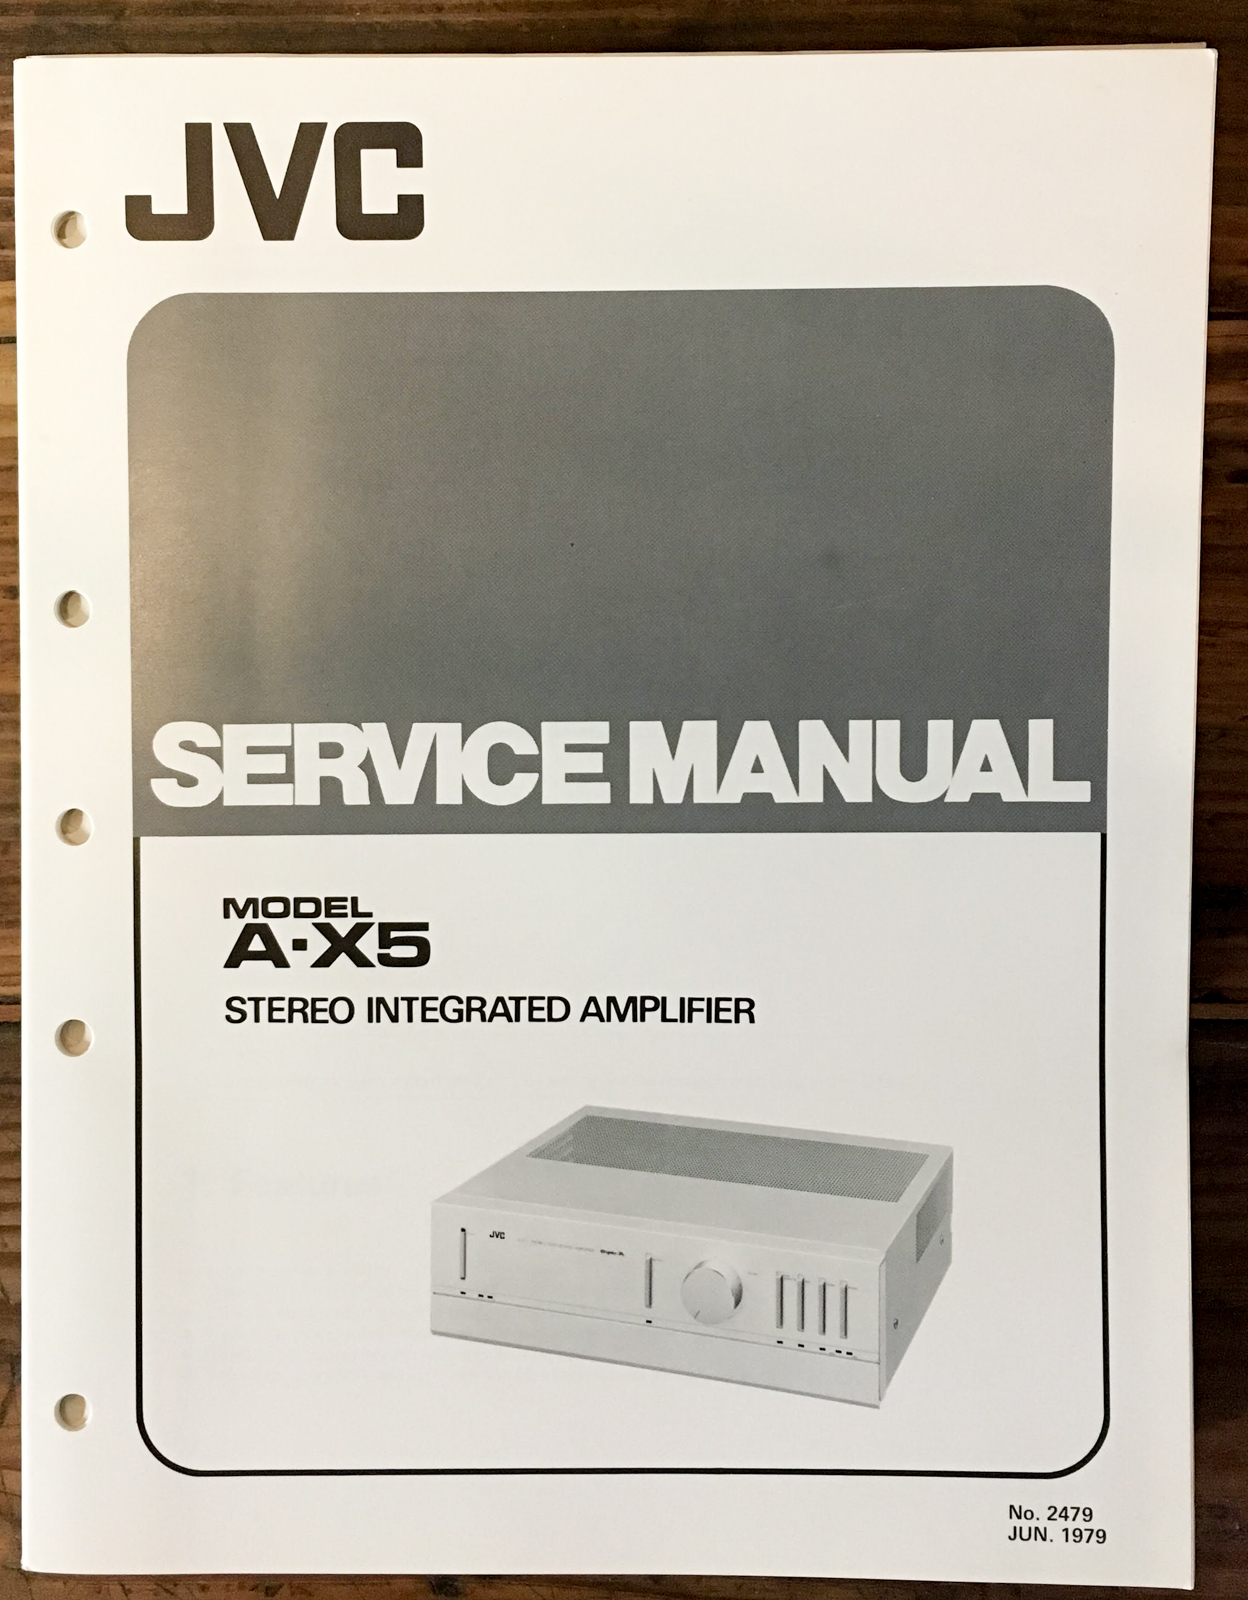 JVC
SERVICE MANUAL
MODEL
A·X5
STEREO INTEGRATED AMPLIFIER
JVC
No. 2479
JUN. 1979